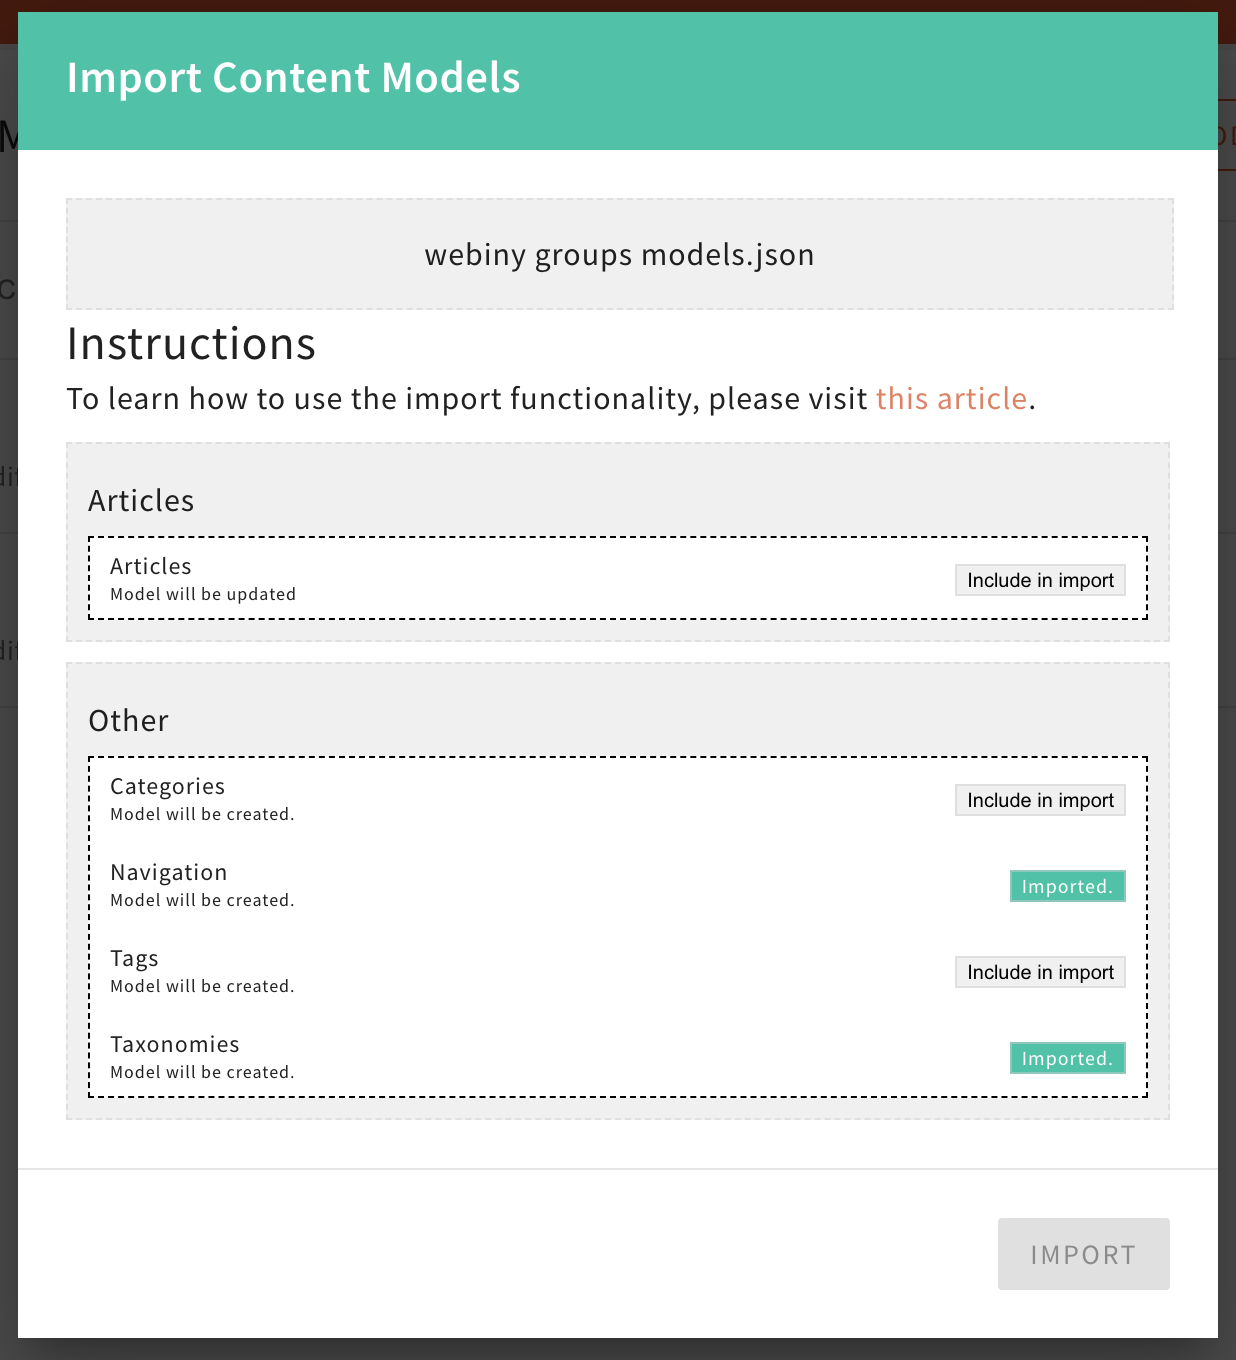 Import Content Models
webiny groups models.json
Instructions
To learn how to use the import functionality, please visit this article.
Articles
Articles
Model will be updated
Include in import
Other
Categories
Model will be created.
Include in import
Navigation
Model will be created.
Imported.
Tags
Model will be created.
Include in import
Taxonomies
Model will be created.
Imported.
IMPORT